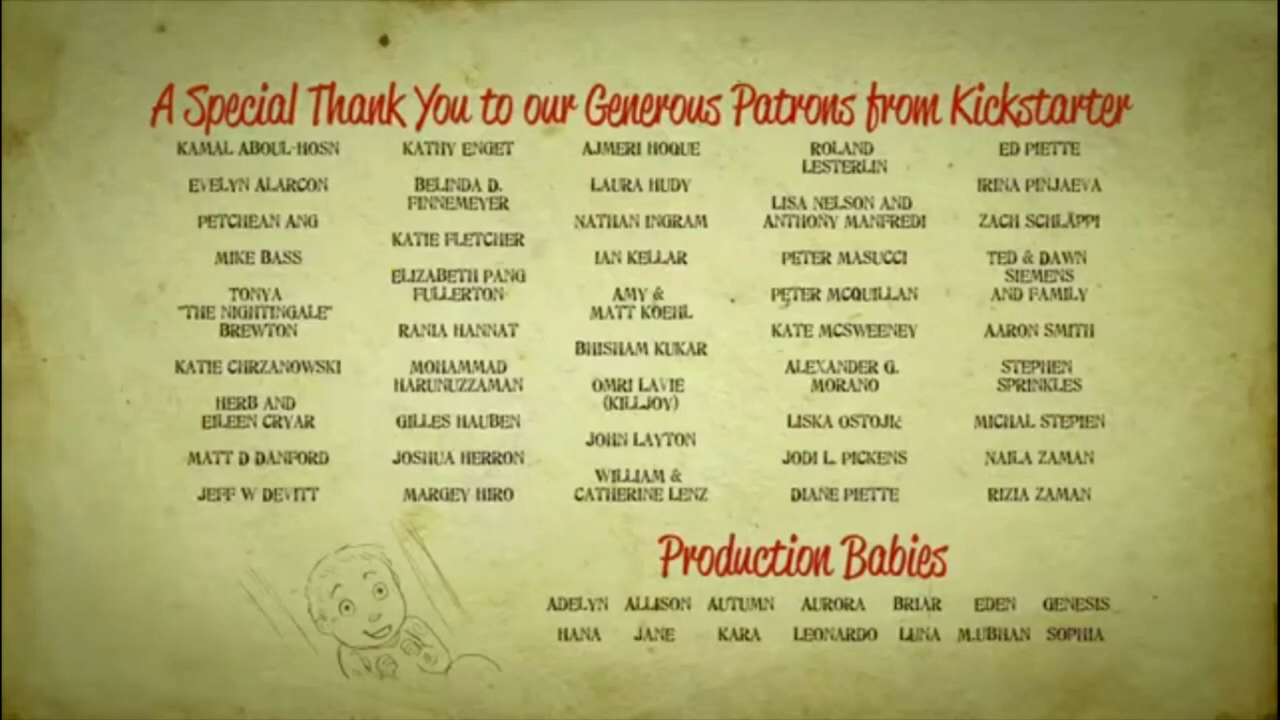 A Special Thank You to our Generous Patrons from Kickstarter
KAMAL ABOUL-HOSN
EVELYN ALARCON
PETCHEAN ANG
MIKE BASS
TONYA
"THE NIGHTINGALE"
BREWTON
KATIE CHRZANOWSKI
HERB AND
EILEEN CRYAR
MATT D DANFORD
JEFF W DEVITT
KATHY ENGET
BELINDA D.
FINNEMEYER
KATIE FLETCHER
ELIZABETH PANG
FULLERTON
RANIA HANNAT
MOHAMMAD
HARUNUZZAMAN
GILLES HAUBEN
JOSHUA HERRON
MARGEY HIRO
AJMERI HOQUE
LAURA HUDY
NATHAN INGRAM
IAN KELLAR
AMY &
MATT KOEHL
BHISHAM KUKAR
OMRI LAVIE
(KILLJOY)
JOHN LAYTON
WILLIAM &
CATHERINE LENZ
ROLAND
LESTERLIN
LISA NELSON AND
ANTHONY MANFREDI
PETER MASUCCI
PETER MCQUILLAN
KATE MCSWEENEY
ALEXANDER G.
MORANO
LISKA
JODI L. PICKENS
DIANE PIETTE
ED PIETTE
IRINA PINJAEVA
ZACH SCHLÄPPI
TED & DAWN
SIEMENS
AND FAMILY
AARON SMITH
STEPHEN
SPRINKLES
MICHAL STEPIEN
NAILA ZAMAN
RIZIA ZAMAN
Production Babies
ADELYN ALLISON AUTUMN AURORA BRIAR EDEN GENESIS
HANA JANE KARA LEONARDO LUNA M.UBHAN SOPHIA